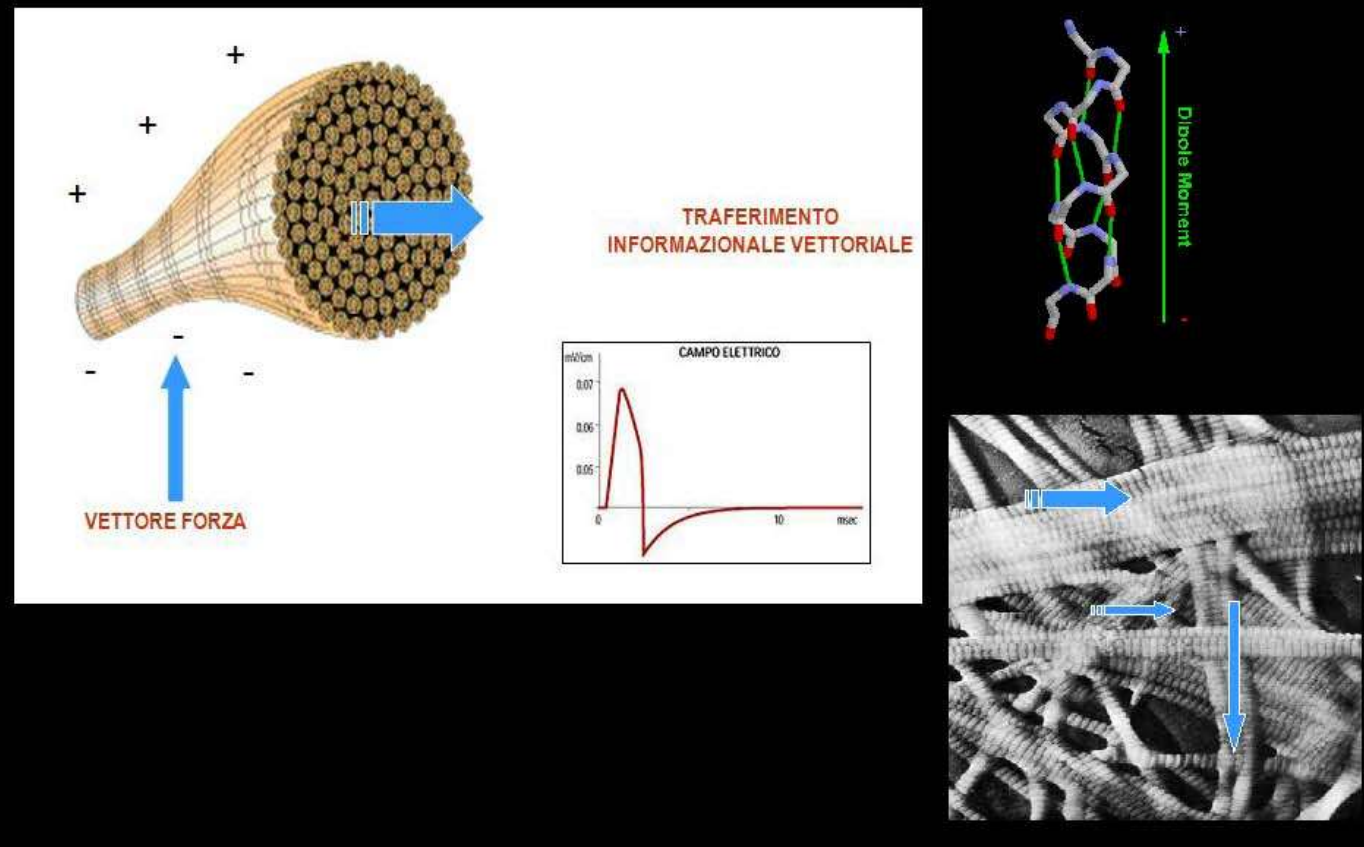 +
+
+
-
-
-
VETTORE FORZA
TRAFERIMENTO
INFORMAZIONALE VETTORIALE
CAMPO ELETTRICO
mV/cm
0.07
0.06
0.05
0
10
msec
+
Dipole Moment
-